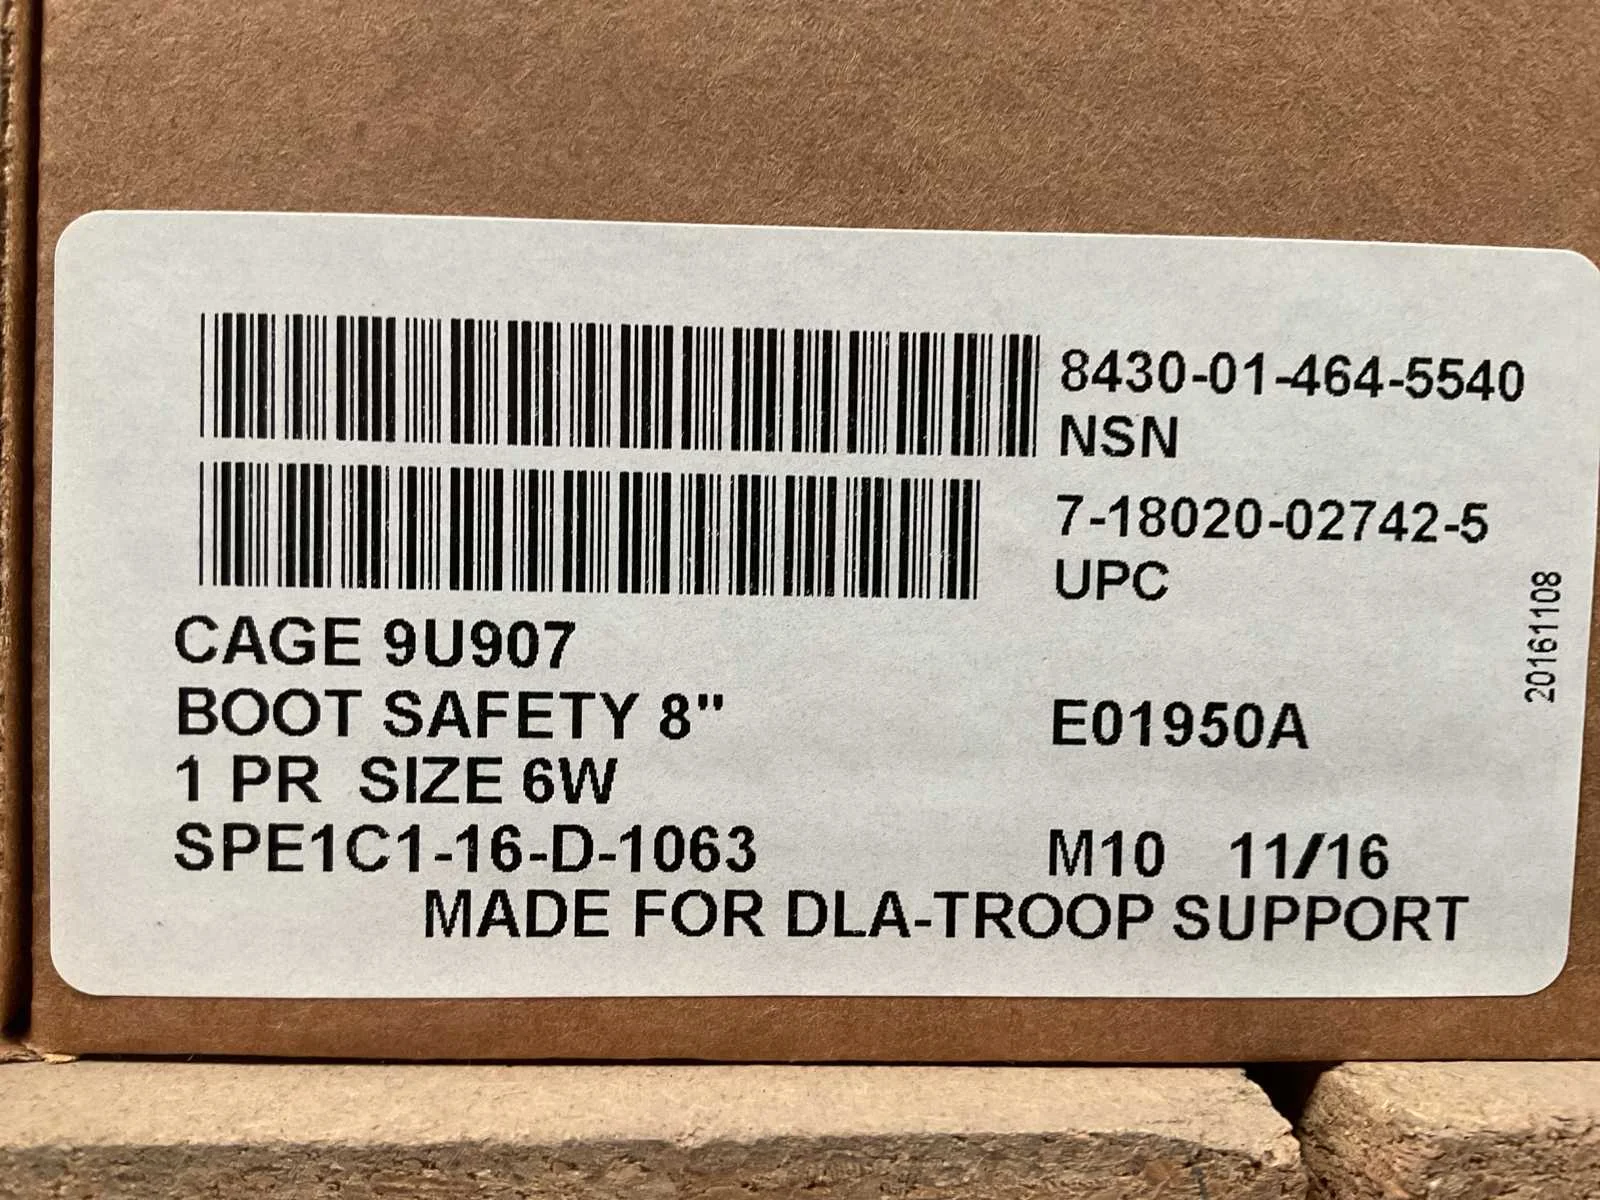 8430-01-464-5540
NSN
7-18020-02742-5
UPC
20161108
CAGE 9U907
BOOT SAFETY 8"
E01950A
1 PR SIZE 6W
SPE1C1-16-D-1063
M10 11/16
MADE FOR DLA-TROOP SUPPORT